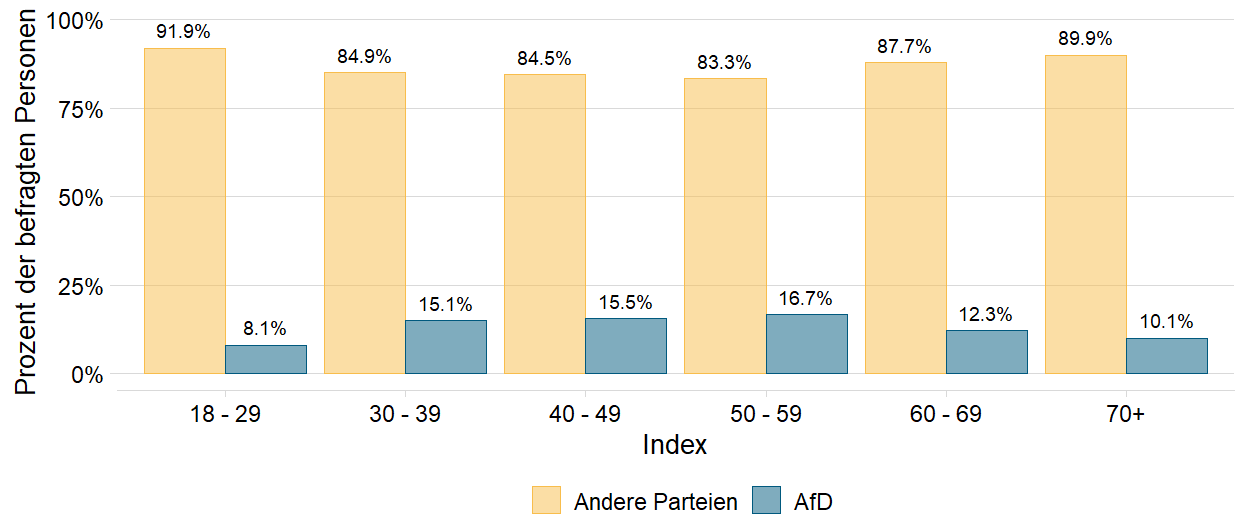 Prozent der befragten Personen
100%
75%
50%
25%
0%
91.9%
8.1%
84.9%
15.1%
84.5%
15.5%
83.3%
16.7%
87.7%
12.3%
89.9%
10.1%
18 - 29
30 - 39
40 - 49
50 - 59
60 - 69
70+
Index
Andere Parteien
AfD